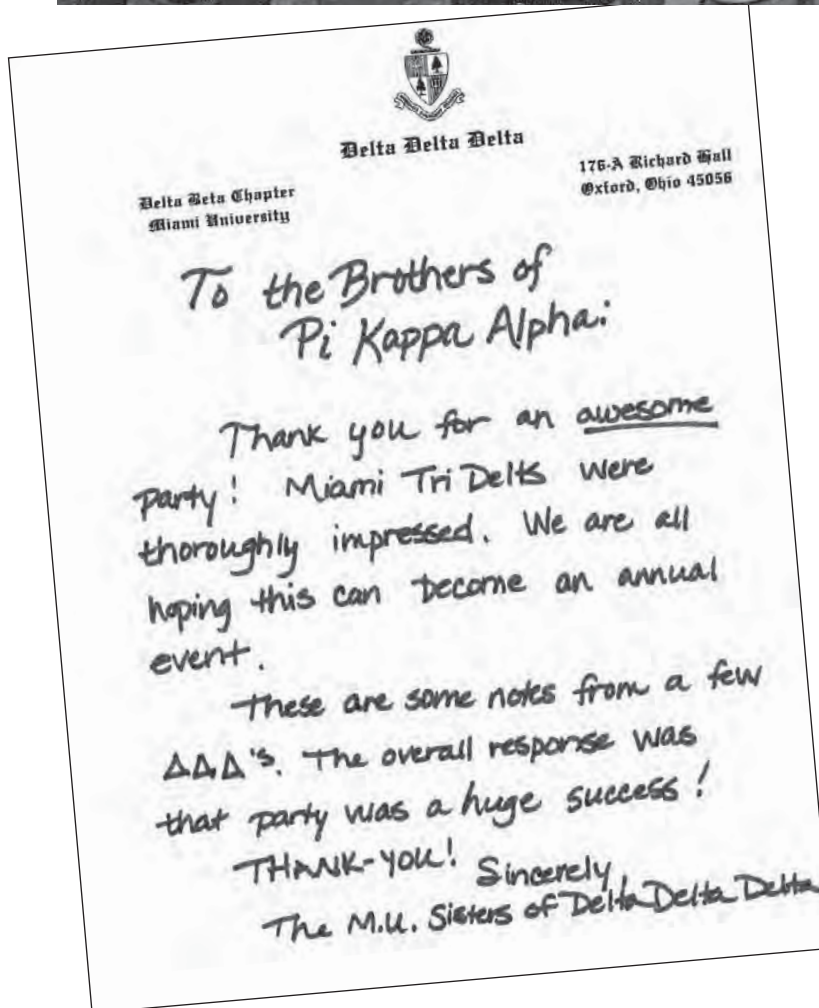 Delta Delta Delta
Delta Beta Chapter
Miami University
176-A Richard Hall
Oxford, Ohio 45056
To the Brothers of
Pi Kappa Alpha:
Thank you for an awesome
party! Miami Tri Delts were
thoroughly impressed. We are all
hoping this can become an annual
event.
These are some notes from a few
ΔΔΔ's. The overall response was
that party was a huge success!
THANK-YOU! Sincerely,
The M.U. Sisters of Delta Delta Delta